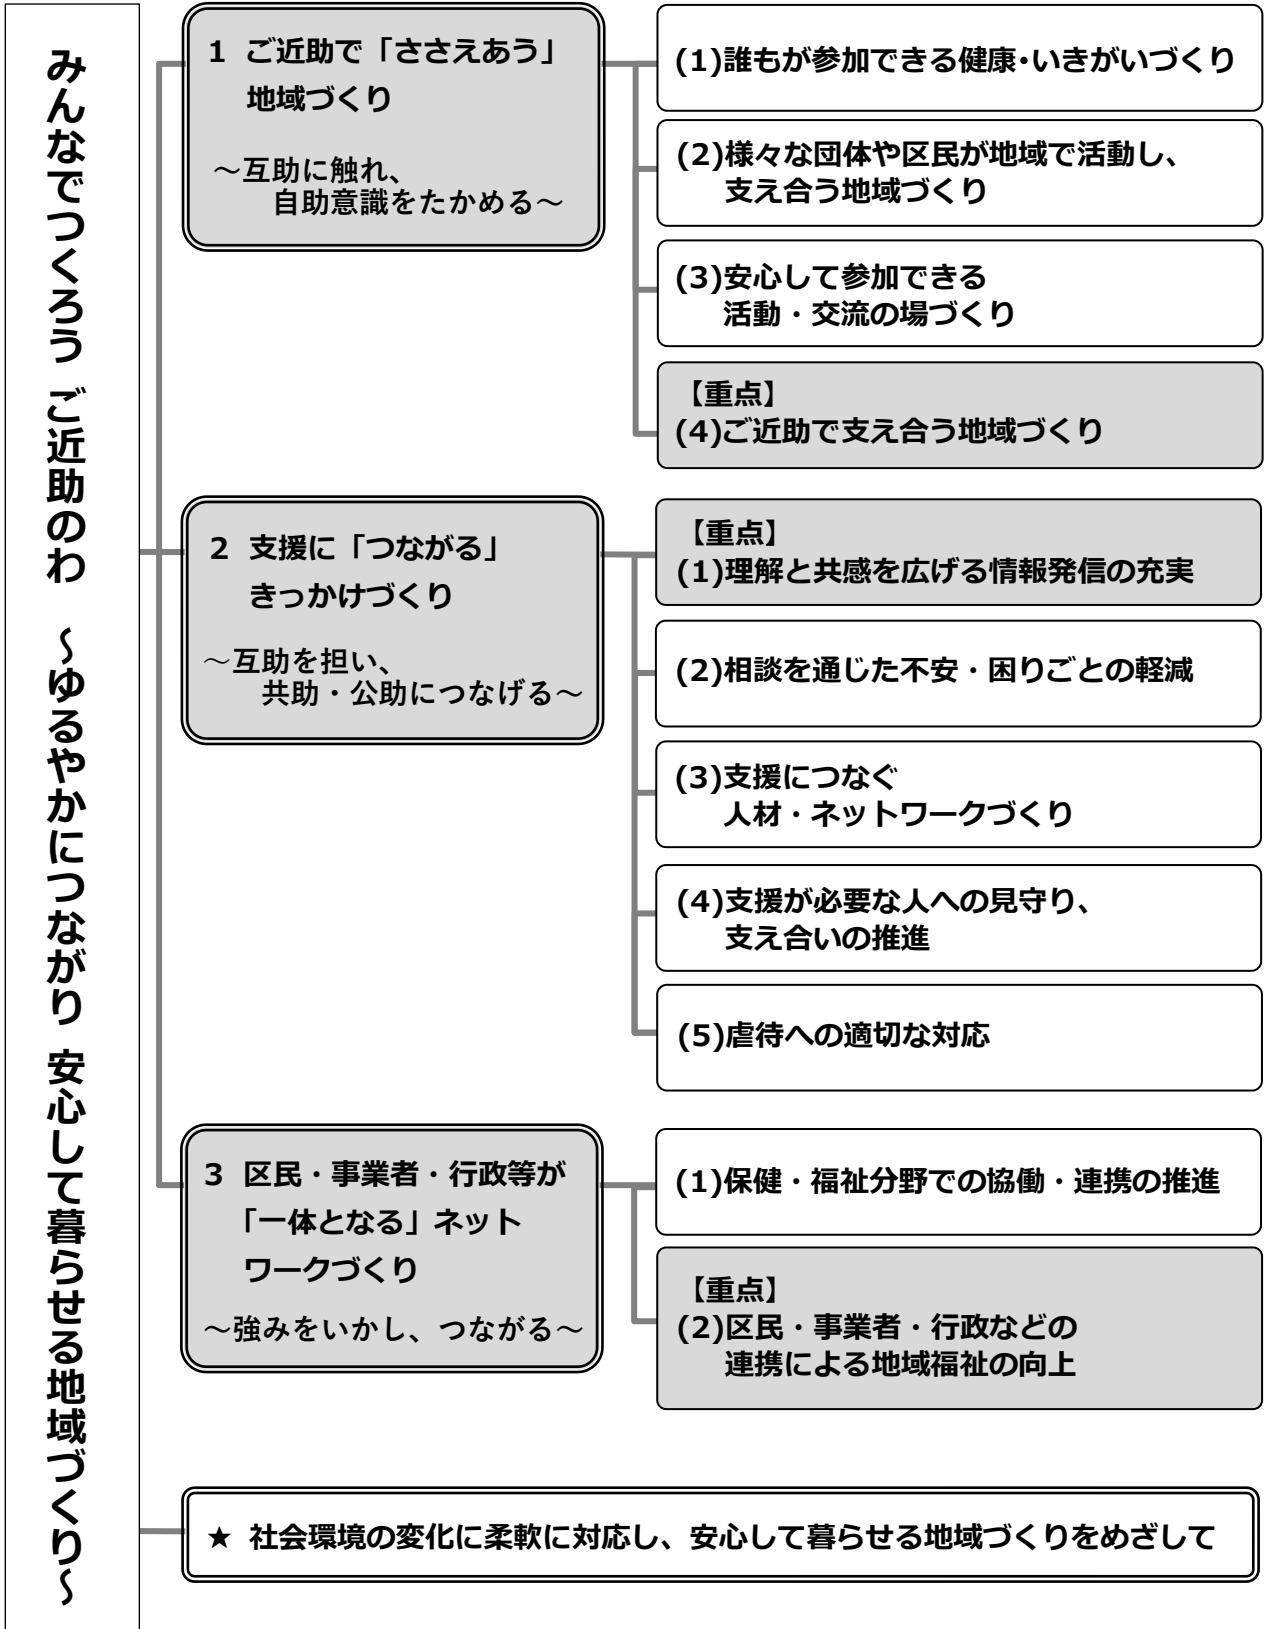 みんなでつくろう ご近助のわ ～ゆるやかにつながり 安心して暮らせる地域づくり～
1 ご近助で「ささえあう」
地域づくり
～互助に触れ、
自助意識をたかめる～
(1)誰もが参加できる健康･いきがいづくり
(2)様々な団体や区民が地域で活動し、
支え合う地域づくり
(3)安心して参加できる
活動・交流の場づくり
【重点】
(4)ご近助で支え合う地域づくり
2 支援に「つながる」
きっかけづくり
～互助を担い、
共助・公助につなげる～
【重点】
(1)理解と共感を広げる情報発信の充実
(2)相談を通じた不安・困りごとの軽減
(3)支援につなぐ
人材・ネットワークづくり
(4)支援が必要な人への見守り、
支え合いの推進
(5)虐待への適切な対応
3 区民・事業者・行政等が
「一体となる」ネット
ワークづくり
～強みをいかし、つながる～
(1)保健・福祉分野での協働・連携の推進
【重点】
(2)区民・事業者・行政などの
連携による地域福祉の向上
★ 社会環境の変化に柔軟に対応し、安心して暮らせる地域づくりをめざして